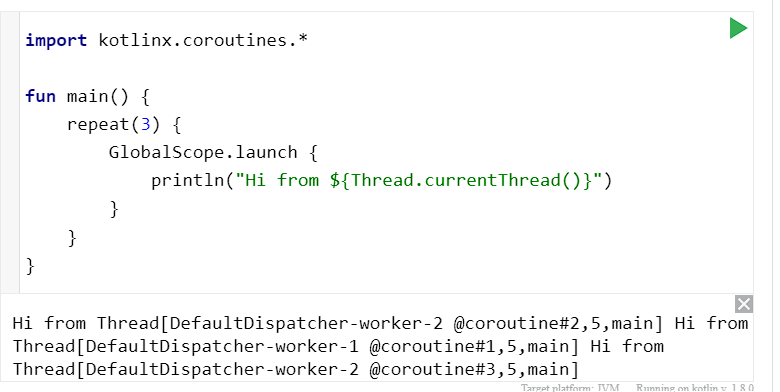 import kotlinx.coroutines.*
fun main() {
    repeat(3) {
        GlobalScope.launch {
            println("Hi from ${Thread.currentThread()}")
        }
    }
}
Hi from Thread[DefaultDispatcher-worker-2 @coroutine#2,5,main] Hi from
Thread[DefaultDispatcher-worker-1 @coroutine#1,5,main] Hi from
Thread[DefaultDispatcher-worker-2 @coroutine#3,5,main]
Target platform: JVM Running on kotlin v. 1.8.0